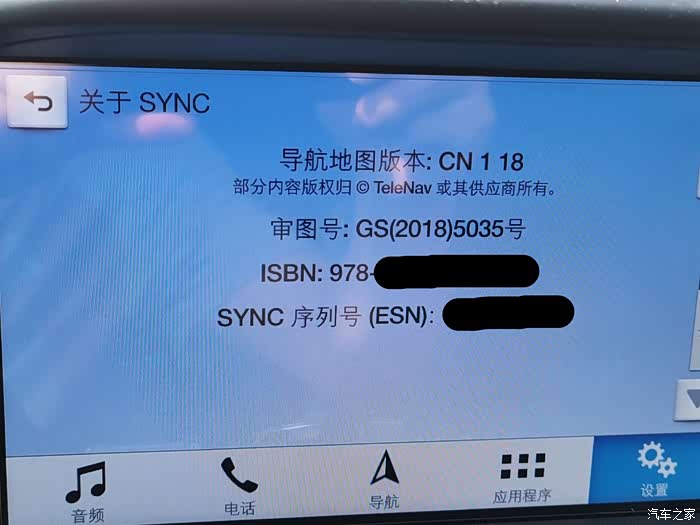 关于 SYNC
导航地图版本: CN 1 18
部分内容版权归 © TeleNav 或其供应商所有。
审图号: GS(2018)5035号
ISBN: 978-
SYNC 序列号 (ESN):
音频
电话
导航
应用程序
设置
汽车之家